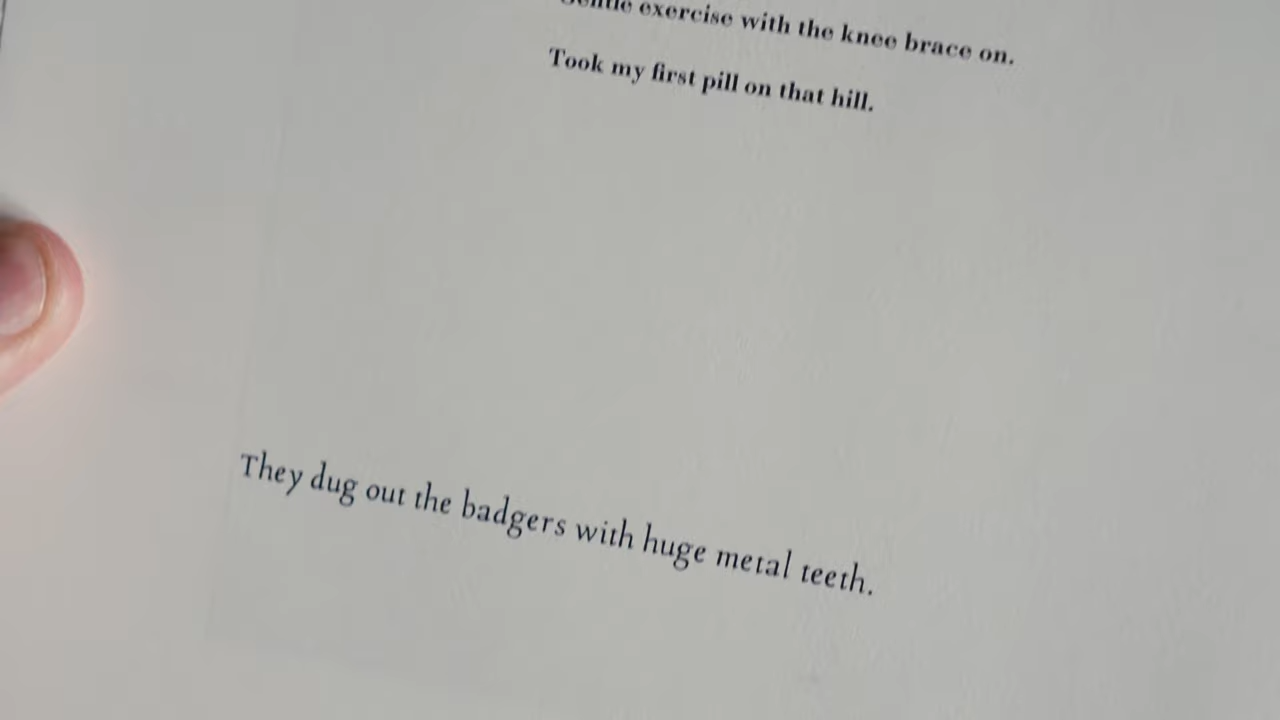 Gentle exercise with the knee brace on.
Took my first pill on that hill.
They dug out the badgers with huge metal teeth.